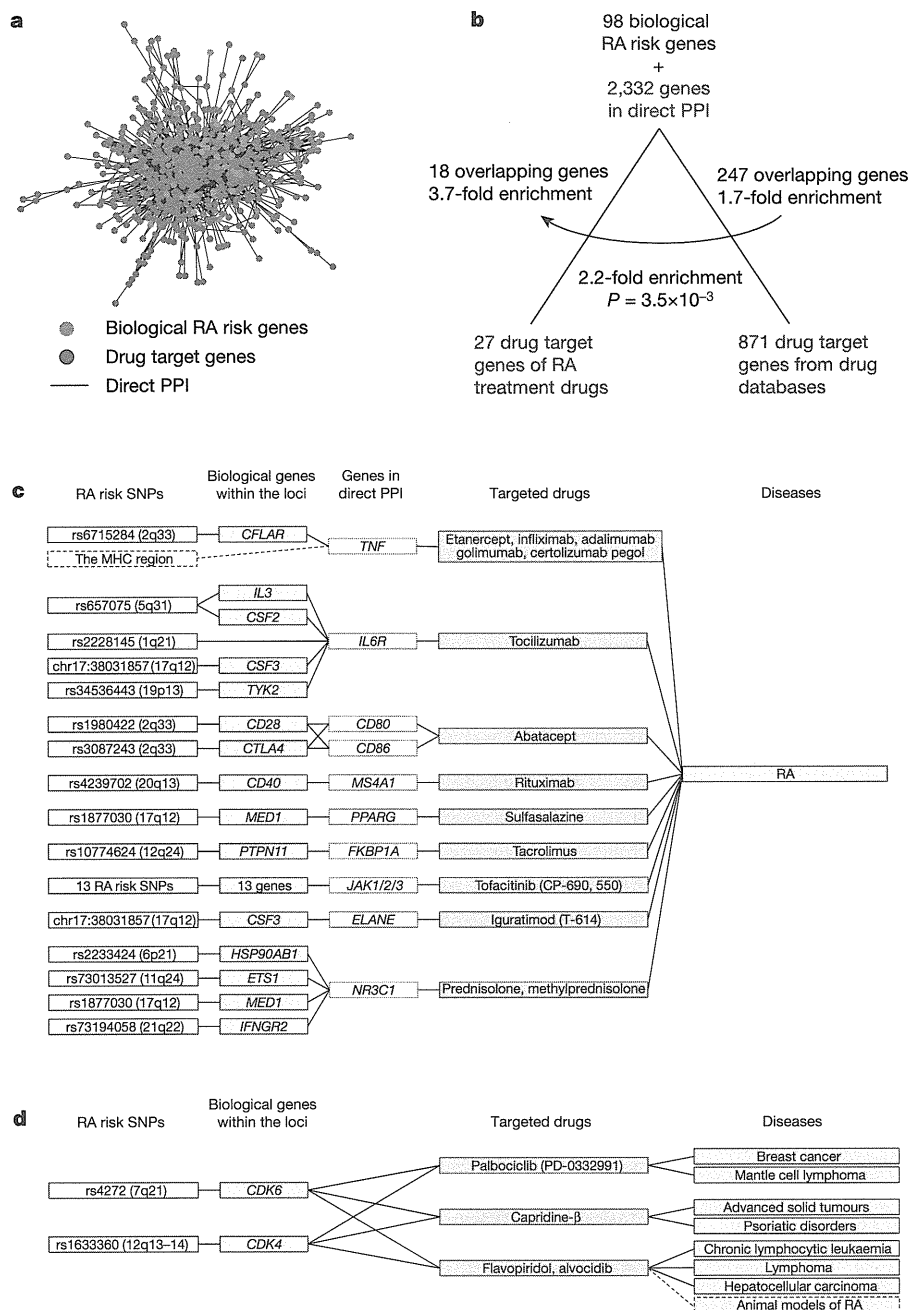 a
Biological RA risk genes
Drug target genes
Direct PPI
b
98 biological
RA risk genes
+
2,332 genes
in direct PPI
18 overlapping genes
3.7-fold enrichment
247 overlapping genes
1.7-fold enrichment
2.2-fold enrichment
P = 3.5×10⁻³
27 drug target
genes of RA
treatment drugs
871 drug target
genes from drug
databases
c
RA risk SNPs
Biological genes
within the loci
Genes in
direct PPI
Targeted drugs
Diseases
rs6715284 (2q33)
CFLAR
The MHC region
TNF
Etanercept, infliximab, adalimumab
golimumab, certolizumab pegol
rs657075 (5q31)
IL3
CSF2
rs2228145 (1q21)
IL6R
Tocilizumab
chr17:38031857(17q12)
CSF3
rs34536443 (19p13)
TYK2
rs1980422 (2q33)
CD28
CD80
rs3087243 (2q33)
CTLA4
CD86
Abatacept
rs4239702 (20q13)
CD40
MS4A1
Rituximab
RA
rs1877030 (17q12)
MED1
PPARG
Sulfasalazine
rs10774624 (12q24)
PTPN11
FKBP1A
Tacrolimus
13 RA risk SNPs
13 genes
JAK1/2/3
Tofacitinib (CP-690, 550)
chr17:38031857(17q12)
CSF3
ELANE
Iguratimod (T-614)
rs2233424 (6p21)
HSP90AB1
rs73013527 (11q24)
ETS1
rs1877030 (17q12)
MED1
rs73194058 (21q22)
IFNGR2
NR3C1
Prednisolone, methylprednisolone
d
RA risk SNPs
Biological genes
within the loci
Targeted drugs
Diseases
rs4272 (7q21)
CDK6
rs1633360 (12q13–14)
CDK4
Palbociclib (PD-0332991)
Breast cancer
Mantle cell lymphoma
Capridine-β
Advanced solid tumours
Psoriatic disorders
Flavopiridol, alvocidib
Chronic lymphocytic leukaemia
Lymphoma
Hepatocellular carcinoma
Animal models of RA